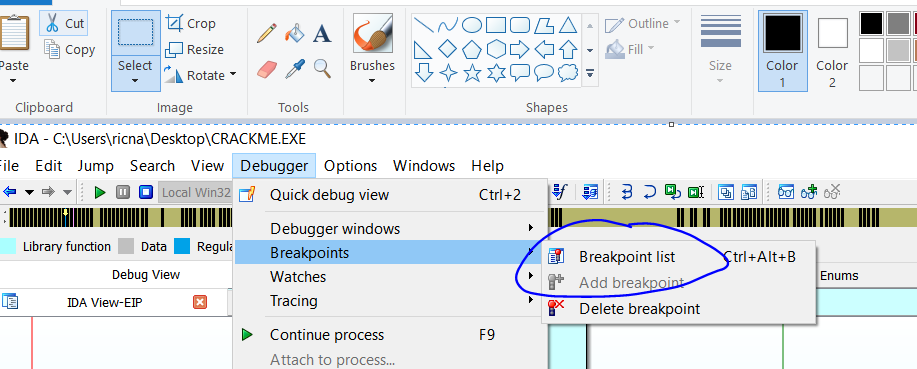 Cut
Crop
Outline
Copy
Resize
Fill
Paste
Select
Rotate
Brushes
Size
Color
1
Color
2
Clipboard
Image
Tools
Shapes
IDA - C:\Users\ricna\Desktop\CRACKME.EXE
File Edit Jump Search View Debugger Options Windows Help
Local Win32
Quick debug view Ctrl+2
Debugger windows
Library function Data Regula
Breakpoints
Breakpoint list Ctrl+Alt+B
Debug View
Watches
Add breakpoint
Enums
IDA View-EIP
Tracing
Delete breakpoint
Continue process F9
Attach to process...